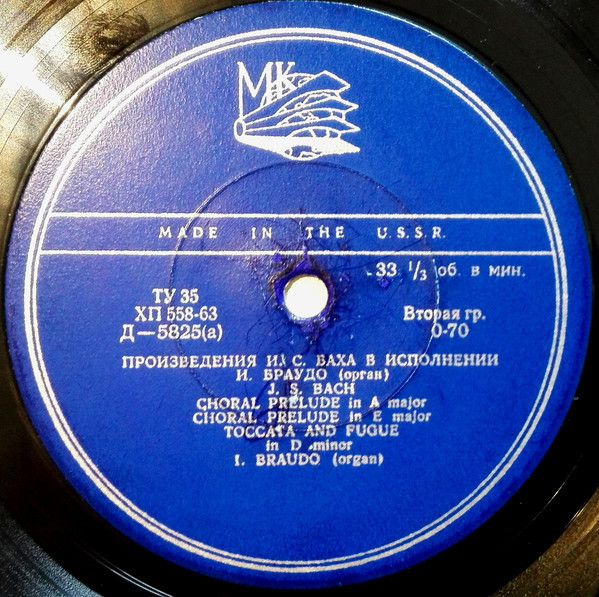 МК
MADE IN THE U.S.S.R.
33 1/3 об. в мин.
ТУ 35
ХП 558-63
Д—5825(а)
Вторая гр.
0-70
ПРОИЗВЕДЕНИЯ И. С. БАХА В ИСПОЛНЕНИИ
И. БРАУДО (орган)
J. S. BACH
CHORAL PRELUDE in A major
CHORAL PRELUDE in E major
TOCCATA AND FUGUE
in D minor
I. BRAUDO (organ)